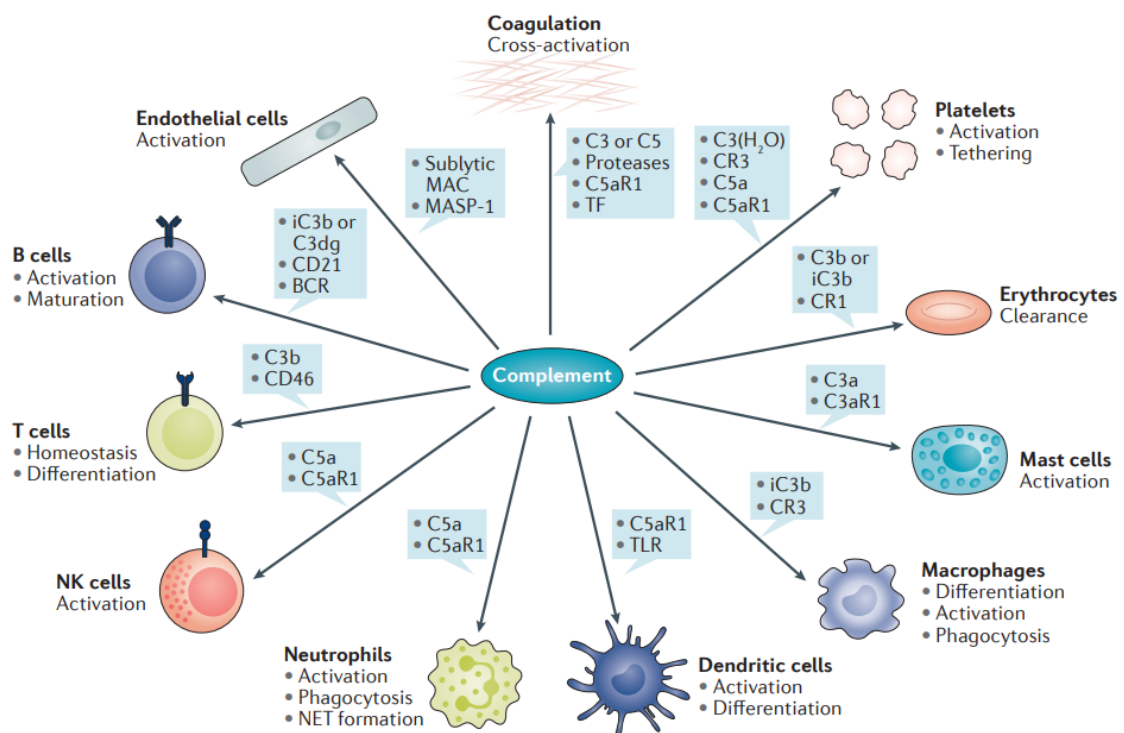 Coagulation
Cross-activation
Endothelial cells
Activation
Platelets
• Activation
• Tethering
• Sublytic
MAC
• MASP-1
• C3 or C5
• Proteases
• C5aR1
• TF
• C3(H₂O)
• CR3
• C5a
• C5aR1
B cells
• Activation
• Maturation
• iC3b or
C3dg
• CD21
• BCR
• C3b or
iC3b
• CR1
Erythrocytes
Clearance
• C3b
• CD46
Complement
• C3a
• C3aR1
T cells
• Homeostasis
• Differentiation
• C5a
• C5aR1
• iC3b
• CR3
Mast cells
Activation
• C5a
• C5aR1
• C5aR1
• TLR
NK cells
Activation
Macrophages
• Differentiation
• Activation
• Phagocytosis
Neutrophils
• Activation
• Phagocytosis
• NET formation
Dendritic cells
• Activation
• Differentiation